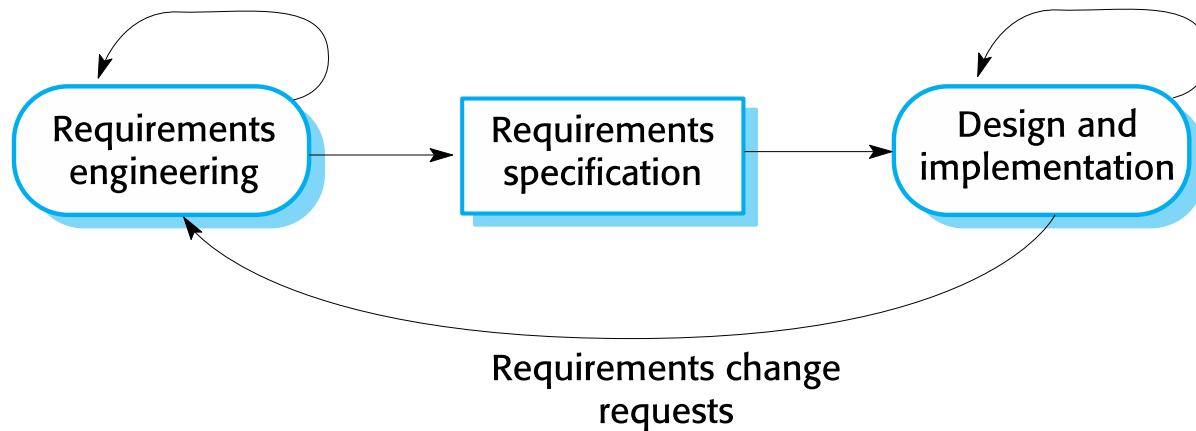 Requirements
engineering
Requirements
specification
Design and
implementation
Requirements change
requests